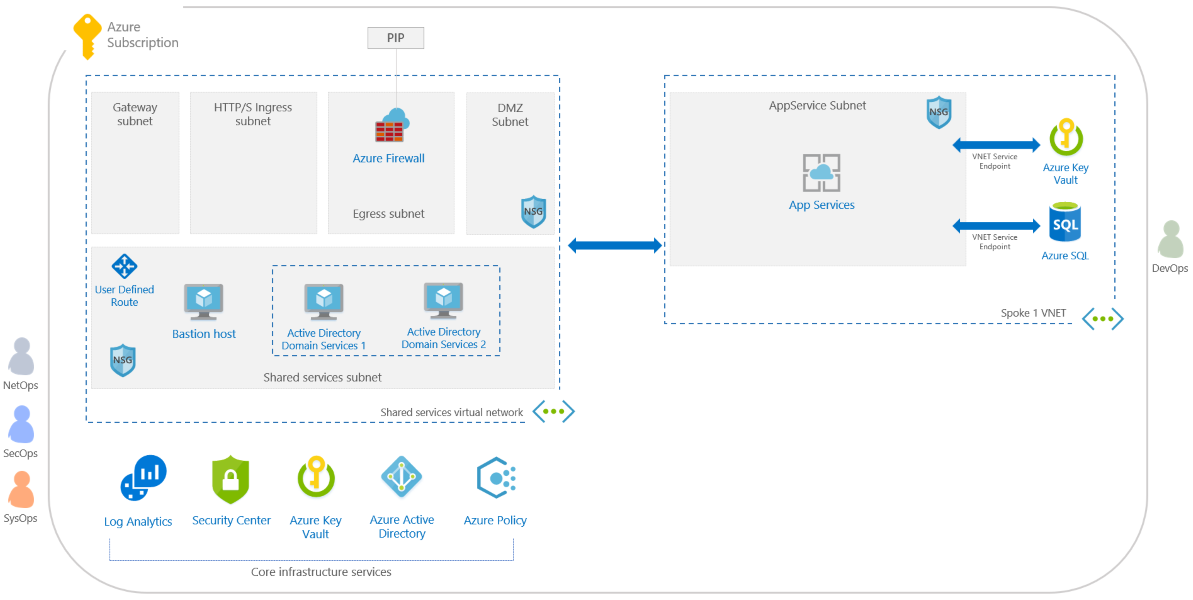 Azure
Subscription
PIP
Gateway
subnet
HTTP/S Ingress
subnet
Azure Firewall
Egress subnet
DMZ
Subnet
NSG
User Defined
Route
Bastion host
Active Directory
Domain Services 1
Active Directory
Domain Services 2
NSG
Shared services subnet
Shared services virtual network
AppService Subnet
NSG
App Services
VNET Service
Endpoint
Azure Key
Vault
VNET Service
Endpoint
SQL
Azure SQL
Spoke 1 VNET
DevOps
NetOps
SecOps
SysOps
Log Analytics
Security Center
Azure Key
Vault
Azure Active
Directory
Azure Policy
Core infrastructure services